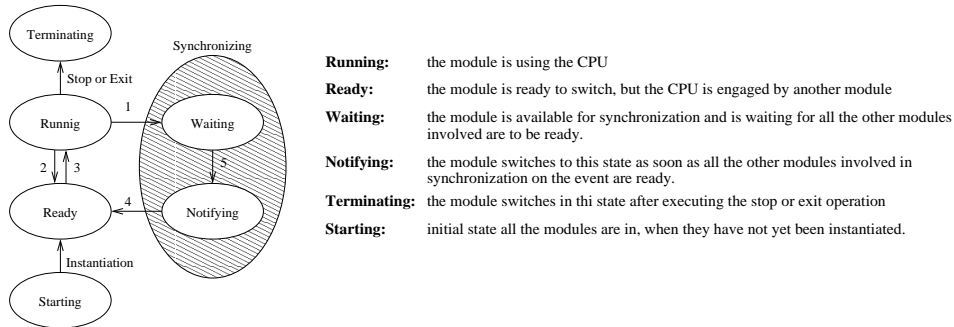 Terminating
Synchronizing
Stop or Exit
1
Runnig
Waiting
2
3
5
4
Ready
Notifying
Instantiation
Starting
Running: the module is using the CPU
Ready: the module is ready to switch, but the CPU is engaged by another module
Waiting: the module is available for synchronization and is waiting for all the other modules
involved are to be ready.
Notifying: the module switches to this state as soon as all the other modules involved in
synchronization on the event are ready.
Terminating: the module switches in thi state after executing the stop or exit operation
Starting: initial state all the modules are in, when they have not yet been instantiated.